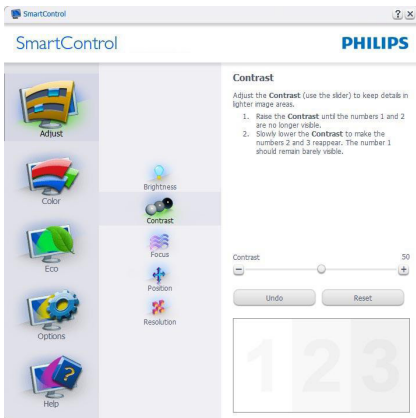 SmartControl
SmartControl
PHILIPS
Adjust
Color
Eco
Options
Help
Brightness
Contrast
Focus
Position
Resolution
Contrast
Adjust the Contrast (use the slider) to keep details in
lighter image areas.
1. Raise the Contrast until the numbers 1 and 2
are no longer visible.
2. Slowly lower the Contrast to make the
numbers 2 and 3 reappear. The number 1
should remain barely visible.
Contrast 50
Undo Reset
1 2 3